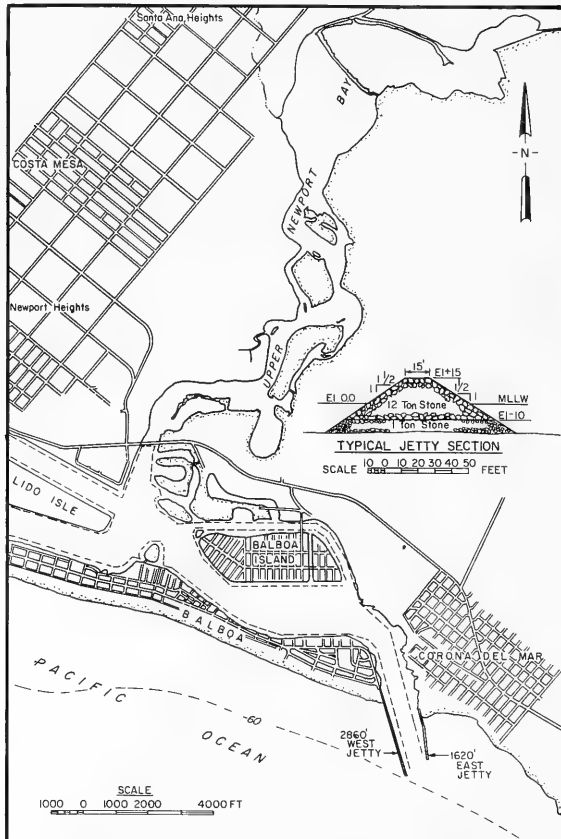 Santa Ana Heights
COSTA MESA
Newport Heights
UPPER NEWPORT BAY
-N-
15'
El+15
1 1/2
1
1 1/2
1
El 0.0
MLLW
12 Ton Stone
1 Ton Stone
El-10
TYPICAL JETTY SECTION
SCALE 10 0 10 20 30 40 50 FEET
LIDO ISLE
BALBOA
ISLAND
BALBOA
CORONA DEL MAR
PACIFIC
OCEAN
-60
2860'
WEST
JETTY
1620'
EAST
JETTY
SCALE
1000 0 1000 2000 4000 FT